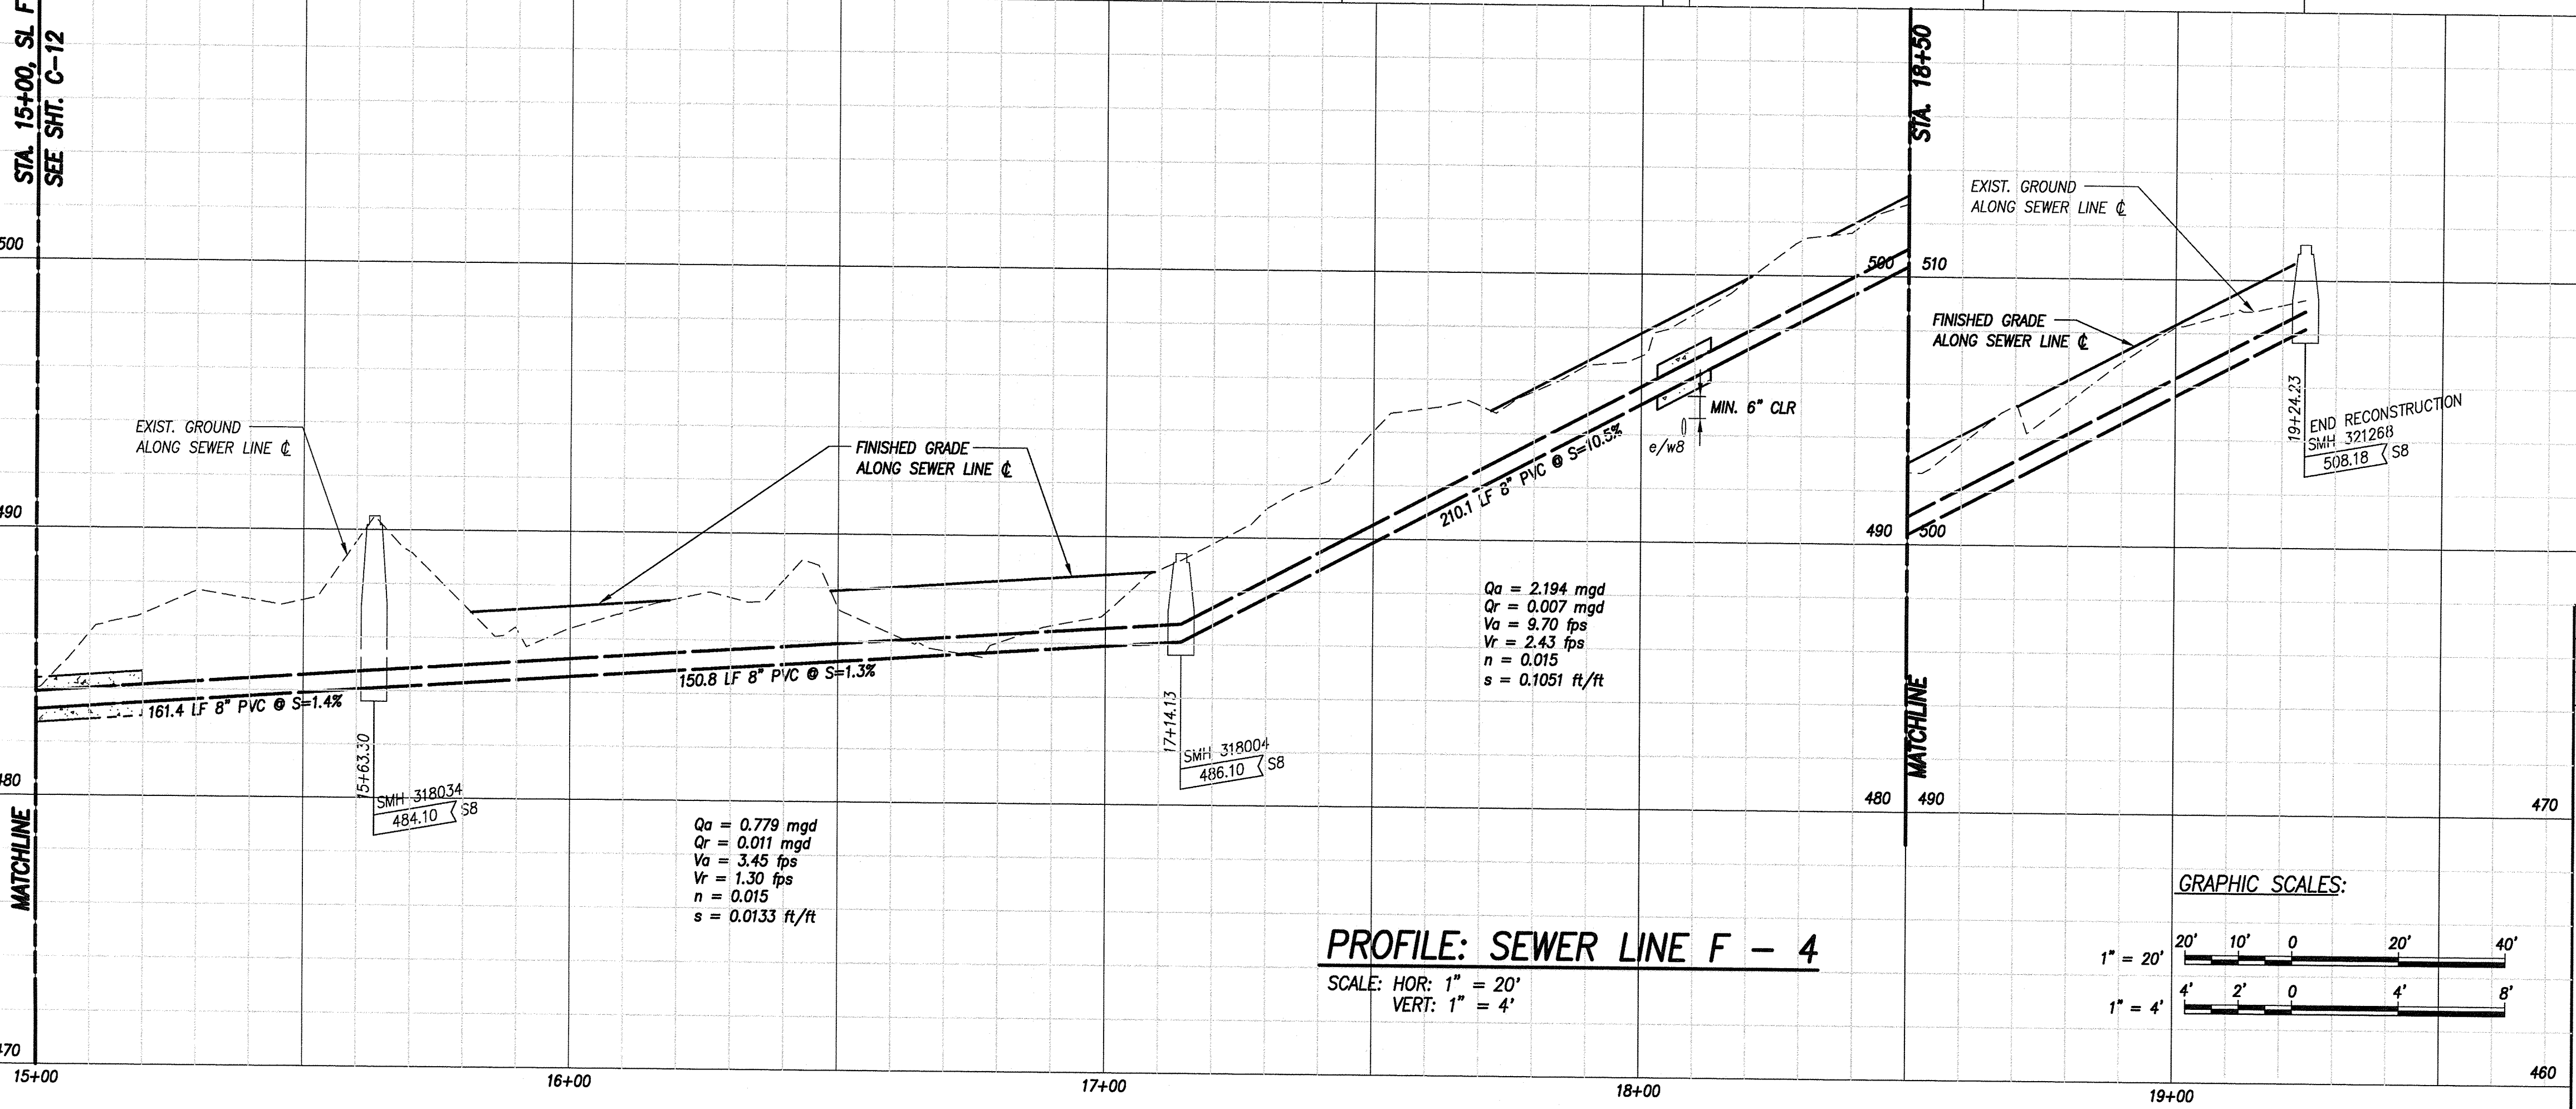 STA. 15+00, SL F
SEE SHT. C-12
MATCHLINE
500
490
480
470
EXIST. GROUND
ALONG SEWER LINE ℄
FINISHED GRADE
ALONG SEWER LINE ℄
161.4 LF 8" PVC @ S=1.4%
150.8 LF 8" PVC @ S=1.3%
210.1 LF 8" PVC @ S=10.5%
15+63.30
SMH 318034
484.10
S8
17+14.13
SMH 318004
486.10
S8
Qa = 0.779 mgd
Qr = 0.011 mgd
Va = 3.45 fps
Vr = 1.30 fps
n = 0.015
s = 0.0133 ft/ft
Qa = 2.194 mgd
Qr = 0.007 mgd
Va = 9.70 fps
Vr = 2.43 fps
n = 0.015
s = 0.1051 ft/ft
MIN. 6" CLR
e/w8
STA. 18+50
MATCHLINE
500 510
490 500
480 490
EXIST. GROUND
ALONG SEWER LINE ℄
FINISHED GRADE
ALONG SEWER LINE ℄
19+24.23
END RECONSTRUCTION
SMH 321268
508.18
S8
470
460
PROFILE: SEWER LINE F - 4
SCALE: HOR: 1" = 20'
VERT: 1" = 4'
GRAPHIC SCALES:
20' 10' 0 20' 40'
1" = 20'
4' 2' 0 4' 8'
1" = 4'
15+00 16+00 17+00 18+00 19+00